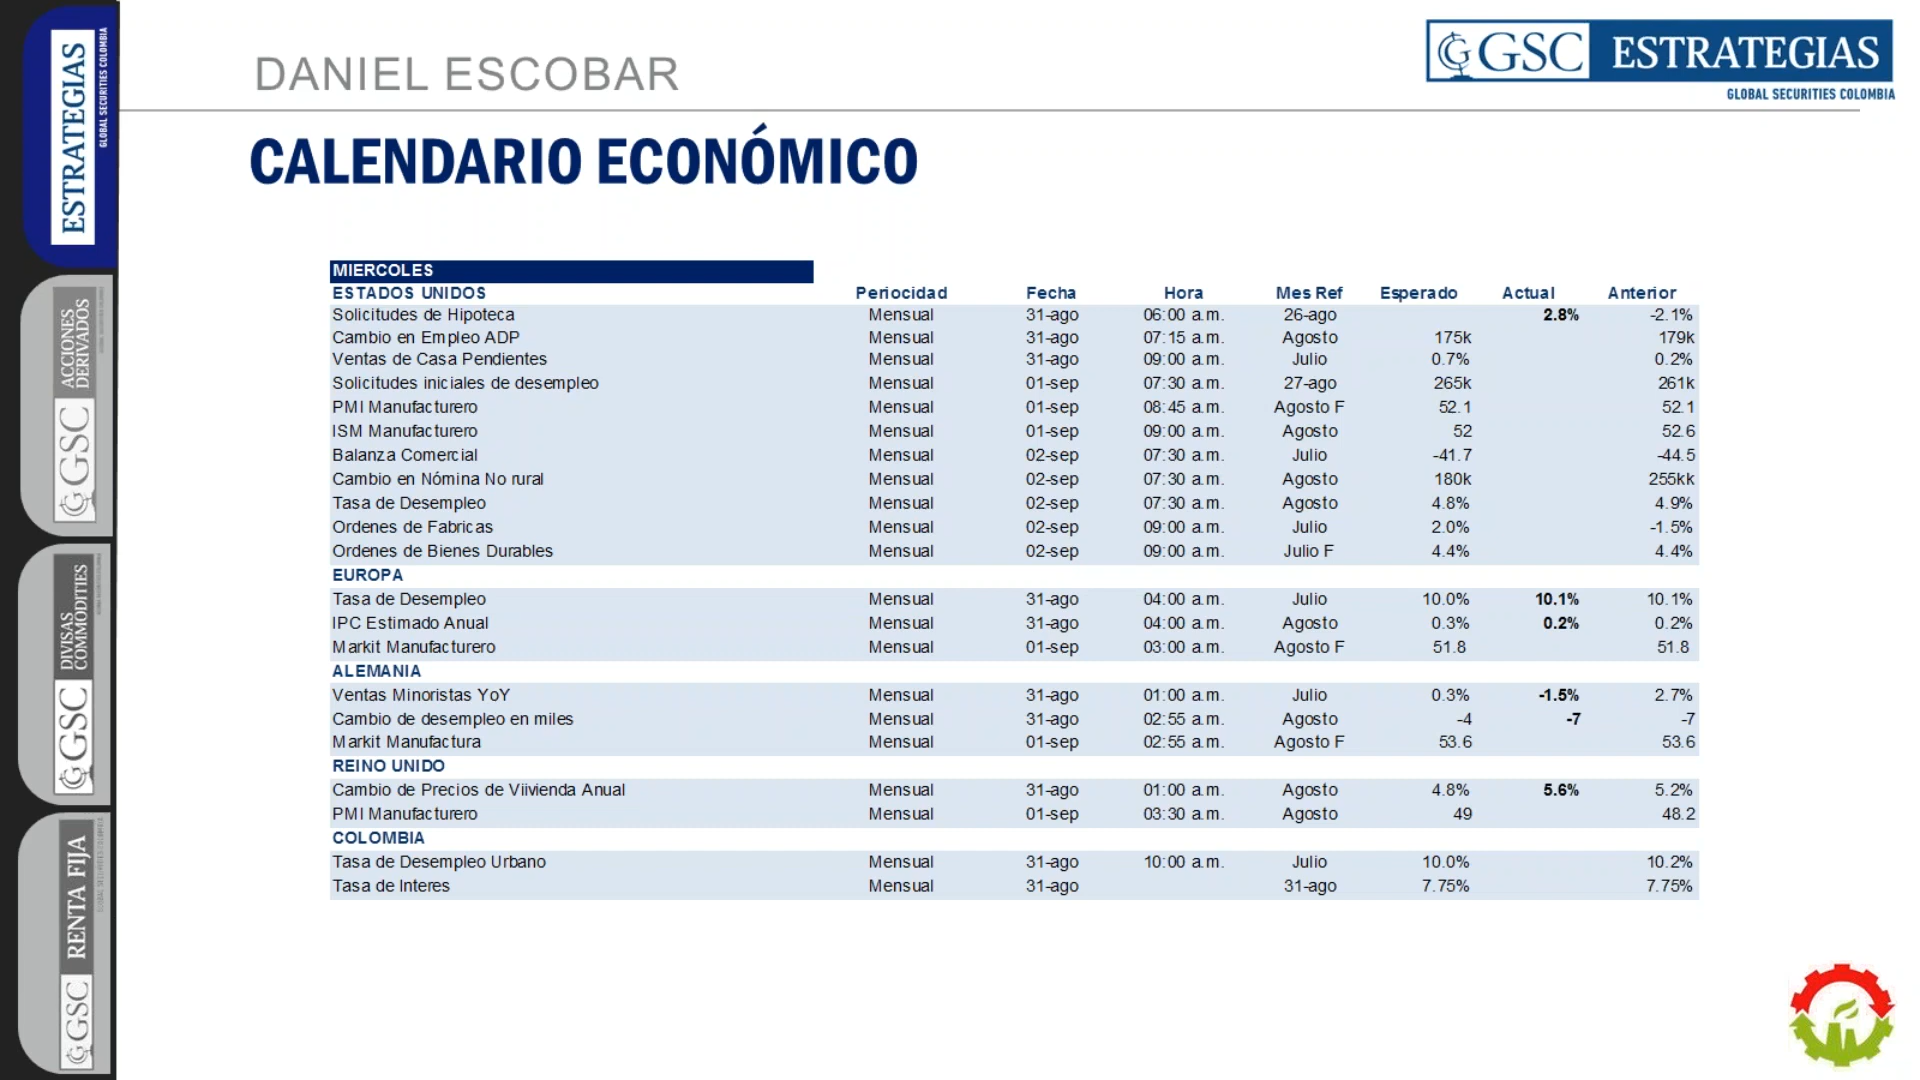 DANIEL ESCOBAR
GSC ESTRATEGIAS
GLOBAL SECURITIES COLOMBIA
CALENDARIO ECONÓMICO
MIERCOLES
ESTADOS UNIDOS Periocidad Fecha Hora Mes Ref Esperado Actual Anterior
Solicitudes de Hipoteca Mensual 31-ago 06:00 a.m. 26-ago 2.8% -2.1%
Cambio en Empleo ADP Mensual 31-ago 07:15 a.m. Agosto 175k 179k
Ventas de Casa Pendientes Mensual 31-ago 09:00 a.m. Julio 0.7% 0.2%
Solicitudes iniciales de desempleo Mensual 01-sep 07:30 a.m. 27-ago 265k 261k
PMI Manufacturero Mensual 01-sep 08:45 a.m. Agosto F 52.1 52.1
ISM Manufacturero Mensual 01-sep 09:00 a.m. Agosto 52 52.6
Balanza Comercial Mensual 02-sep 07:30 a.m. Julio -41.7 -44.5
Cambio en Nómina No rural Mensual 02-sep 07:30 a.m. Agosto 180k 255kk
Tasa de Desempleo Mensual 02-sep 07:30 a.m. Agosto 4.8% 4.9%
Ordenes de Fabricas Mensual 02-sep 09:00 a.m. Julio 2.0% -1.5%
Ordenes de Bienes Durables Mensual 02-sep 09:00 a.m. Julio F 4.4% 4.4%
EUROPA
Tasa de Desempleo Mensual 31-ago 04:00 a.m. Julio 10.0% 10.1% 10.1%
IPC Estimado Anual Mensual 31-ago 04:00 a.m. Agosto 0.3% 0.2% 0.2%
Markit Manufacturero Mensual 01-sep 03:00 a.m. Agosto F 51.8 51.8
ALEMANIA
Ventas Minoristas YoY Mensual 31-ago 01:00 a.m. Julio 0.3% -1.5% 2.7%
Cambio de desempleo en miles Mensual 31-ago 02:55 a.m. Agosto -4 -7 -7
Markit Manufactura Mensual 01-sep 02:55 a.m. Agosto F 53.6 53.6
REINO UNIDO
Cambio de Precios de Viivienda Anual Mensual 31-ago 01:00 a.m. Agosto 4.8% 5.6% 5.2%
PMI Manufacturero Mensual 01-sep 03:30 a.m. Agosto 49 48.2
COLOMBIA
Tasa de Desempleo Urbano Mensual 31-ago 10:00 a.m. Julio 10.0% 10.2%
Tasa de Interes Mensual 31-ago 31-ago 7.75% 7.75%
ESTRATEGIAS
GLOBAL SECURITIES COLOMBIA
GSC ACCIONES
DERIVADOS
GSC DIVISAS
COMMODITIES
GSC RENTA FIJA